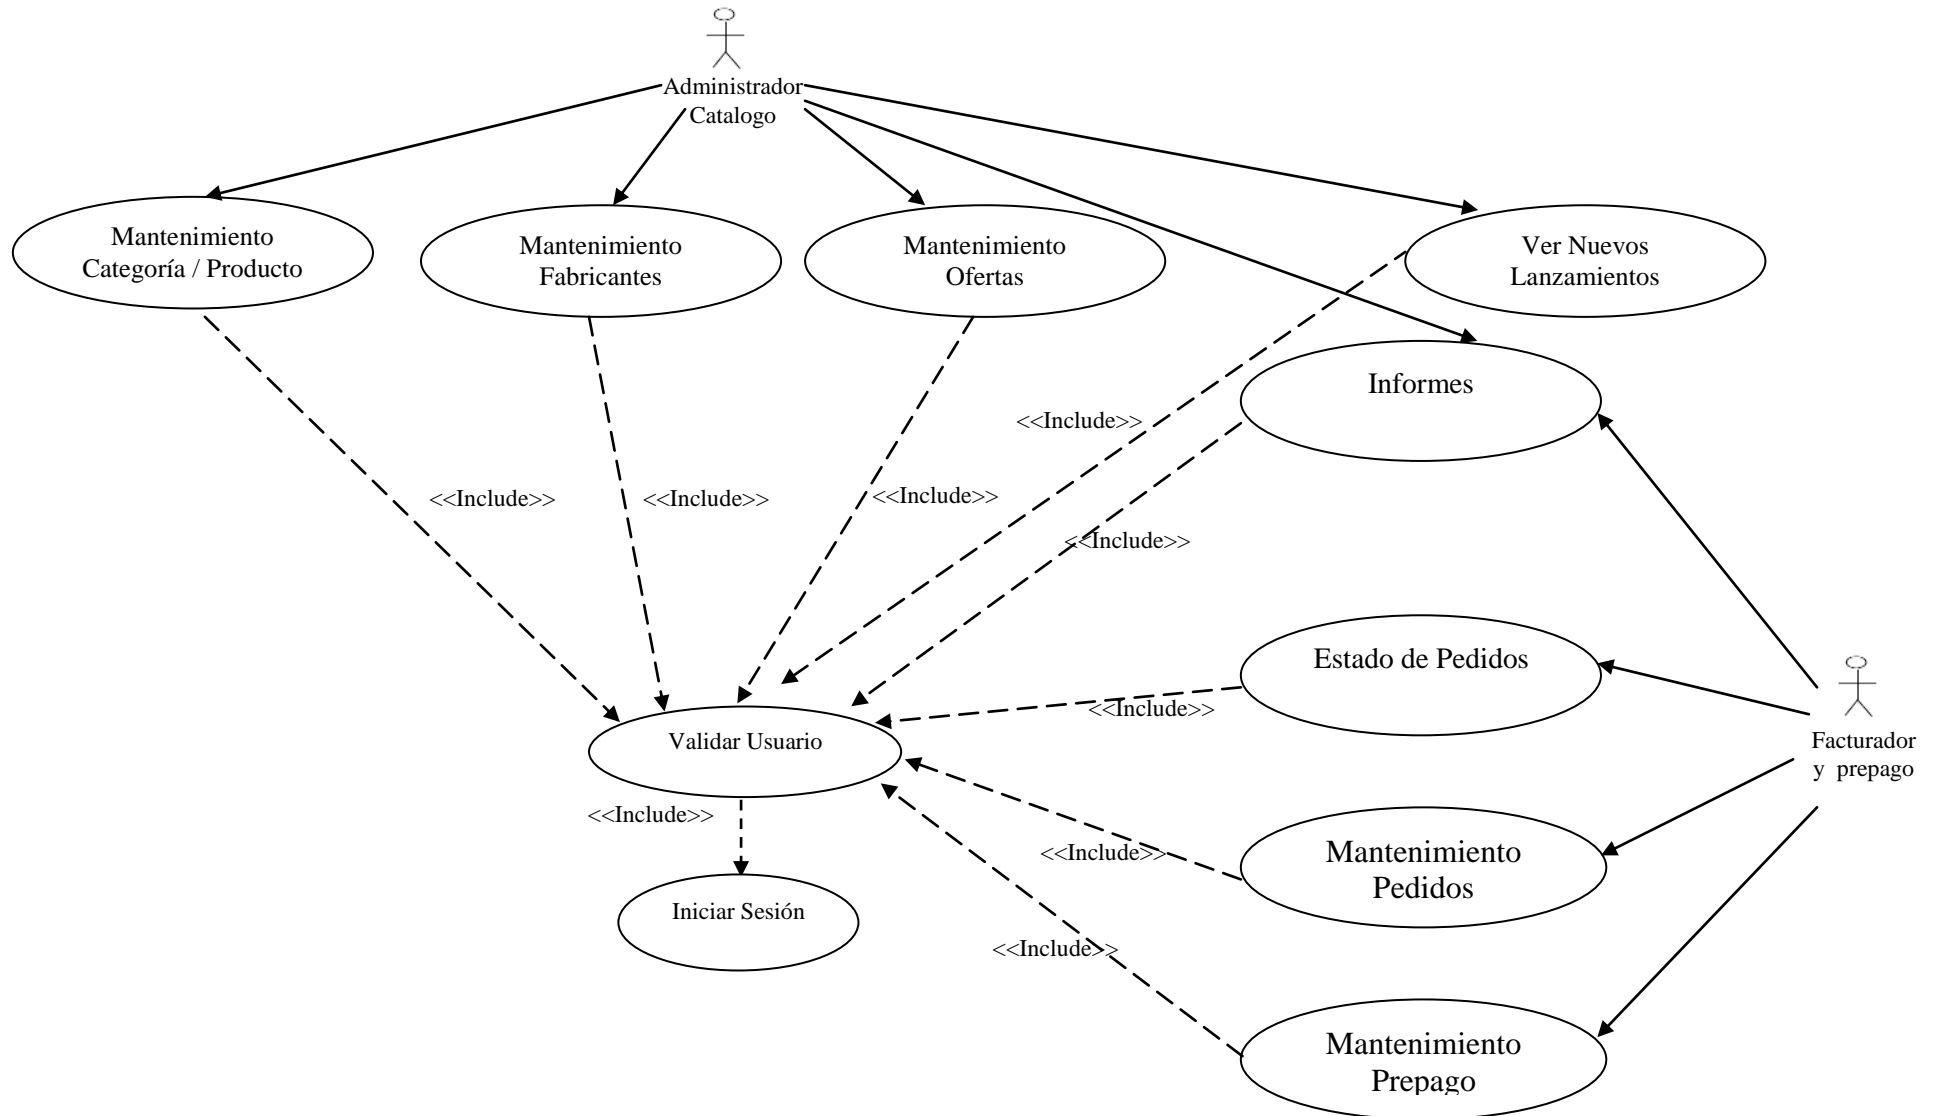 Administrador
Catalogo
Mantenimiento
Categoría / Producto
Mantenimiento
Fabricantes
Mantenimiento
Ofertas
Ver Nuevos
Lanzamientos
Informes
<<Include>>
<<Include>>
<<Include>>
<<Include>>
<<Include>>
Estado de Pedidos
<<Include>>
Validar Usuario
Facturador
y prepago
<<Include>>
Mantenimiento
Pedidos
<<Include>>
Iniciar Sesión
<<Include>>
Mantenimiento
Prepago